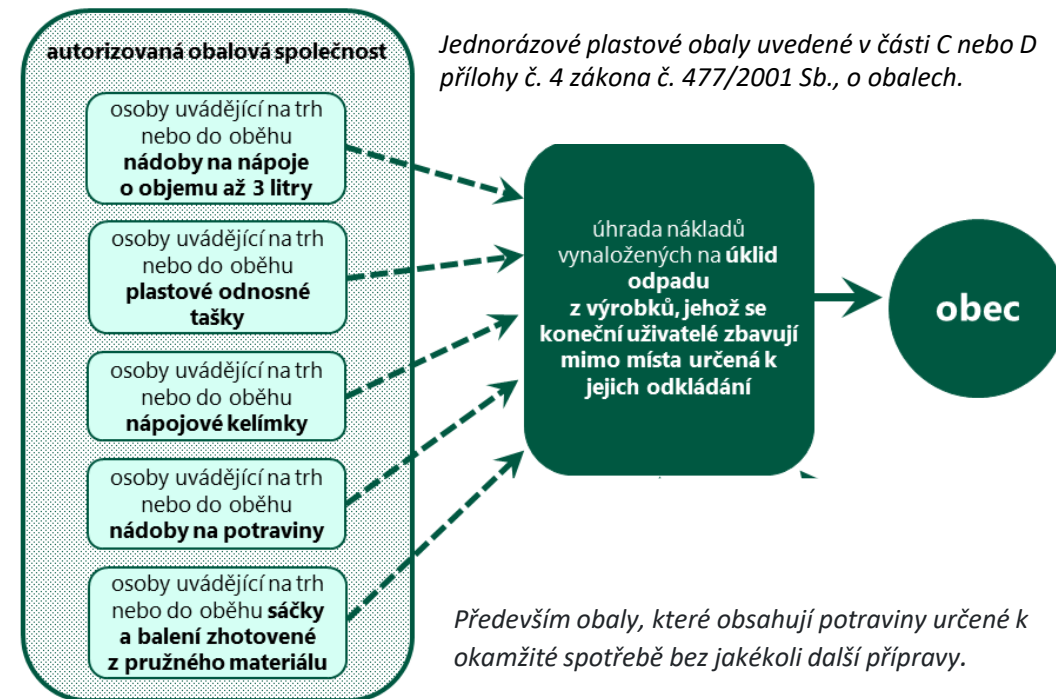 autorizovaná obalová společnost
Jednorázové plastové obaly uvedené v části C nebo D
přílohy č. 4 zákona č. 477/2001 Sb., o obalech.
osoby uvádějící na trh
nebo do oběhu
nádoby na nápoje
o objemu až 3 litry
osoby uvádějící na trh
nebo do oběhu
plastové odnosné
tašky
osoby uvádějící na trh
nebo do oběhu
nápojové kelímky
osoby uvádějící na trh
nebo do oběhu
nádoby na potraviny
osoby uvádějící na trh
nebo do oběhu sáčky
a balení zhotovené
z pružného materiálu
úhrada nákladů
vynaložených na úklid
odpadu
z výrobků, jehož se
koneční uživatelé zbavují
mimo místa určená k
jejich odkládání
obec
Především obaly, které obsahují potraviny určené k
okamžité spotřebě bez jakékoli další přípravy.